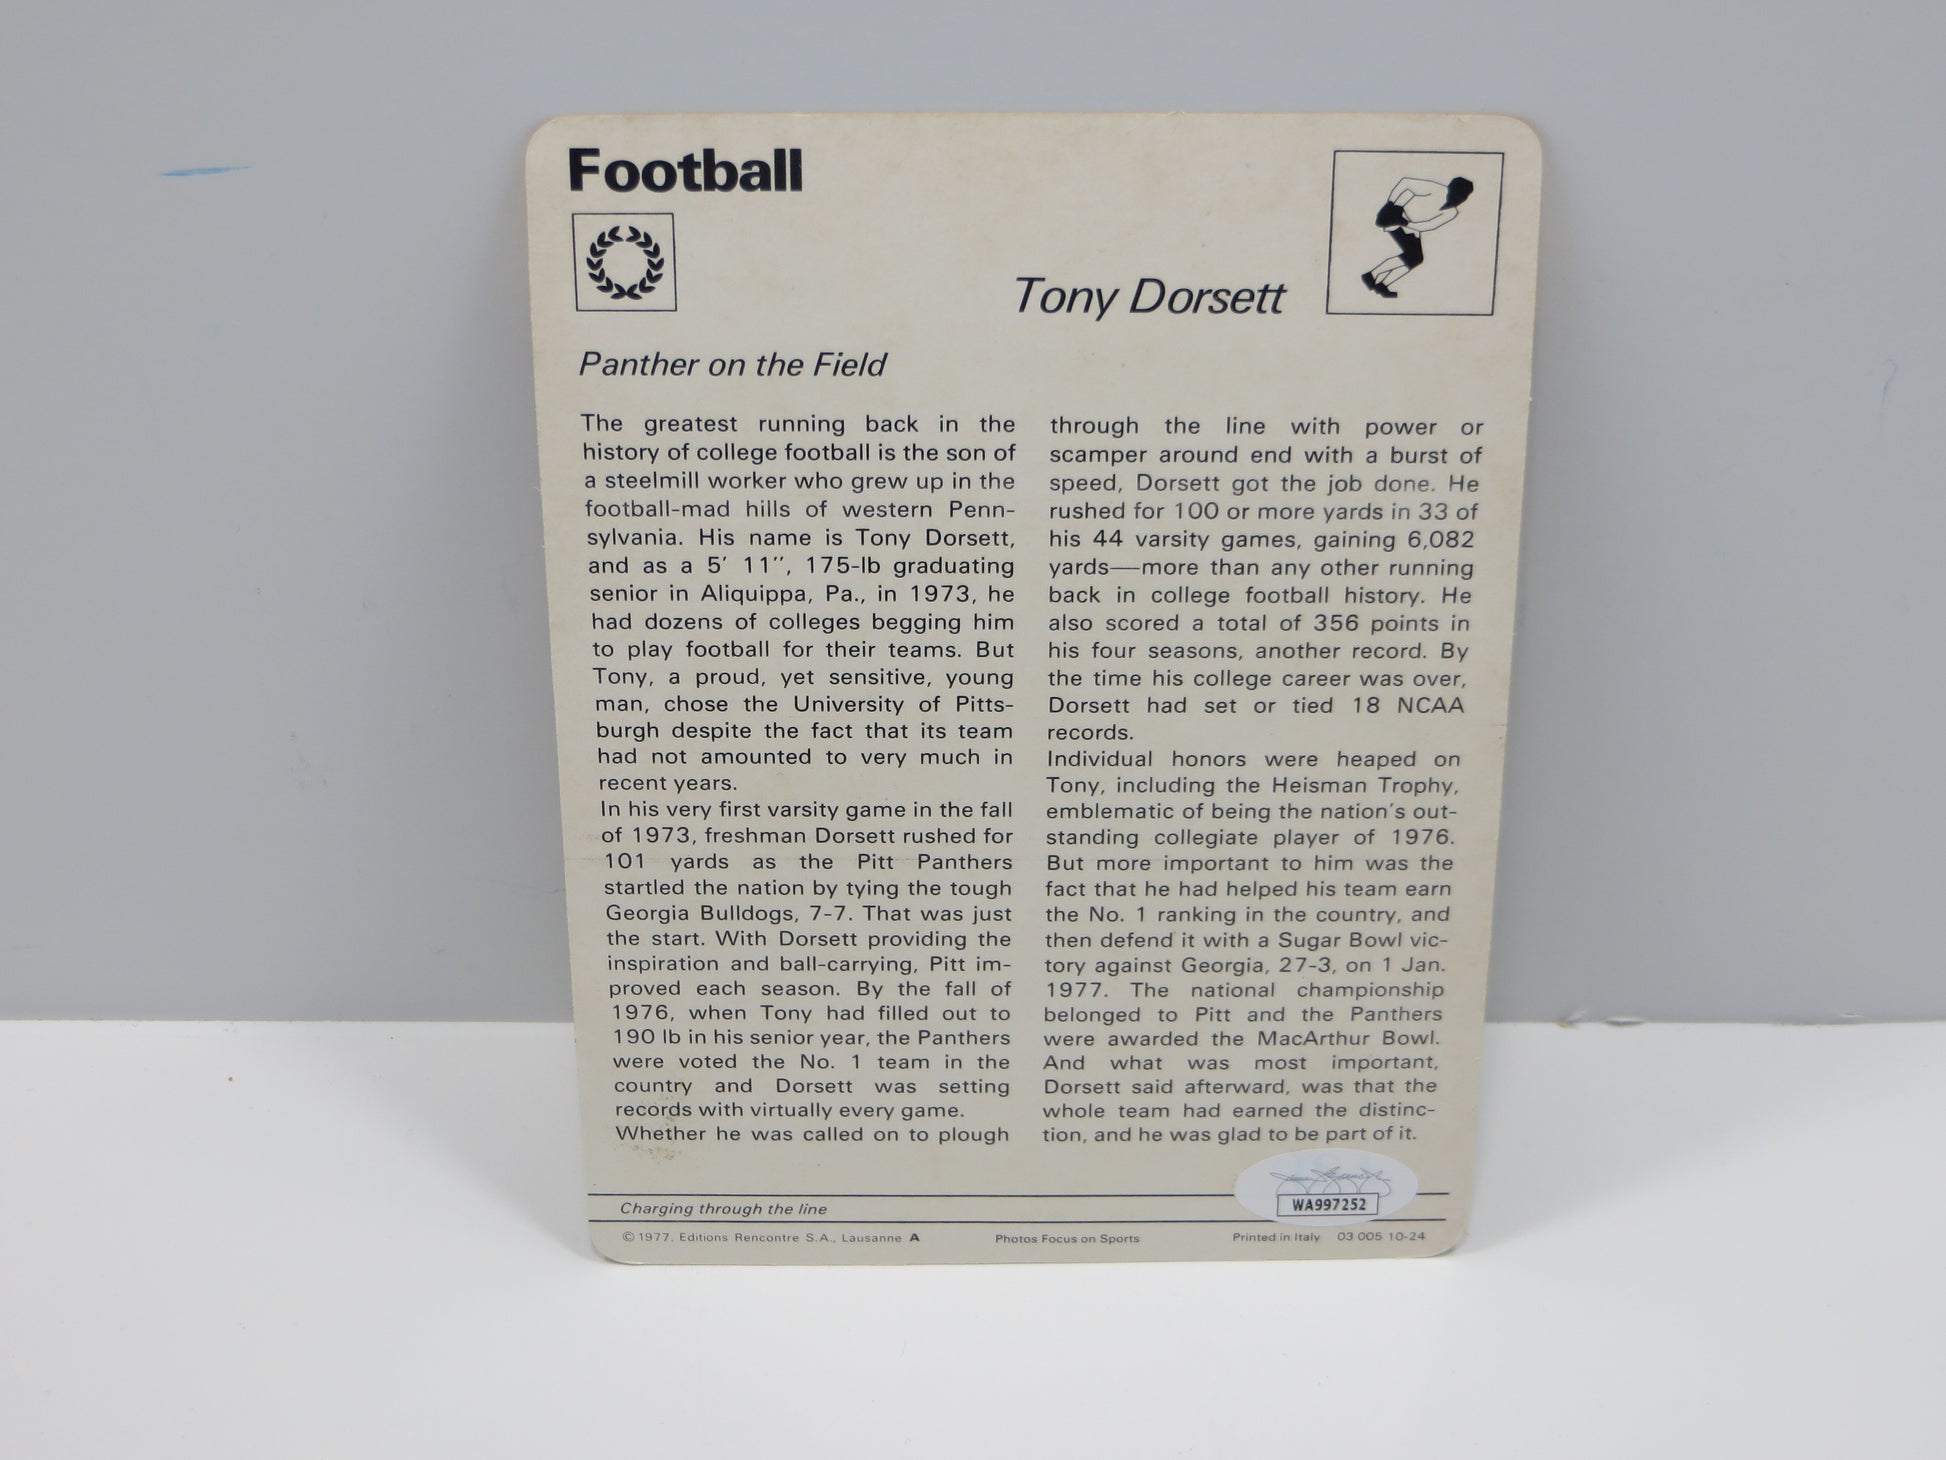 Football
Tony Dorsett
Panther on the Field
The greatest running back in the
history of college football is the son of
a steelmill worker who grew up in the
football-mad hills of western Penn-
sylvania. His name is Tony Dorsett,
and as a 5′ 11″, 175-lb graduating
senior in Aliquippa, Pa., in 1973, he
had dozens of colleges begging him
to play football for their teams. But
Tony, a proud, yet sensitive, young
man, chose the University of Pitts-
burgh despite the fact that its team
had not amounted to very much in
recent years.
In his very first varsity game in the fall
of 1973, freshman Dorsett rushed for
101 yards as the Pitt Panthers
startled the nation by tying the tough
Georgia Bulldogs, 7-7. That was just
the start. With Dorsett providing the
inspiration and ball-carrying, Pitt im-
proved each season. By the fall of
1976, when Tony had filled out to
190 lb in his senior year, the Panthers
were voted the No. 1 team in the
country and Dorsett was setting
records with virtually every game.
Whether he was called on to plough
through the line with power or
scamper around end with a burst of
speed, Dorsett got the job done. He
rushed for 100 or more yards in 33 of
his 44 varsity games, gaining 6,082
yards—more than any other running
back in college football history. He
also scored a total of 356 points in
his four seasons, another record. By
the time his college career was over,
Dorsett had set or tied 18 NCAA
records.
Individual honors were heaped on
Tony, including the Heisman Trophy,
emblematic of being the nation's out-
standing collegiate player of 1976.
But more important to him was the
fact that he had helped his team earn
the No. 1 ranking in the country, and
then defend it with a Sugar Bowl vic-
tory against Georgia, 27-3, on 1 Jan.
1977. The national championship
belonged to Pitt and the Panthers
were awarded the MacArthur Bowl.
And what was most important,
Dorsett said afterward, was that the
whole team had earned the distinc-
tion, and he was glad to be part of it.
WA997252
Charging through the line
© 1977, Editions Rencontre S.A., Lausanne A
Photos Focus on Sports
Printed in Italy 03 005 10-24